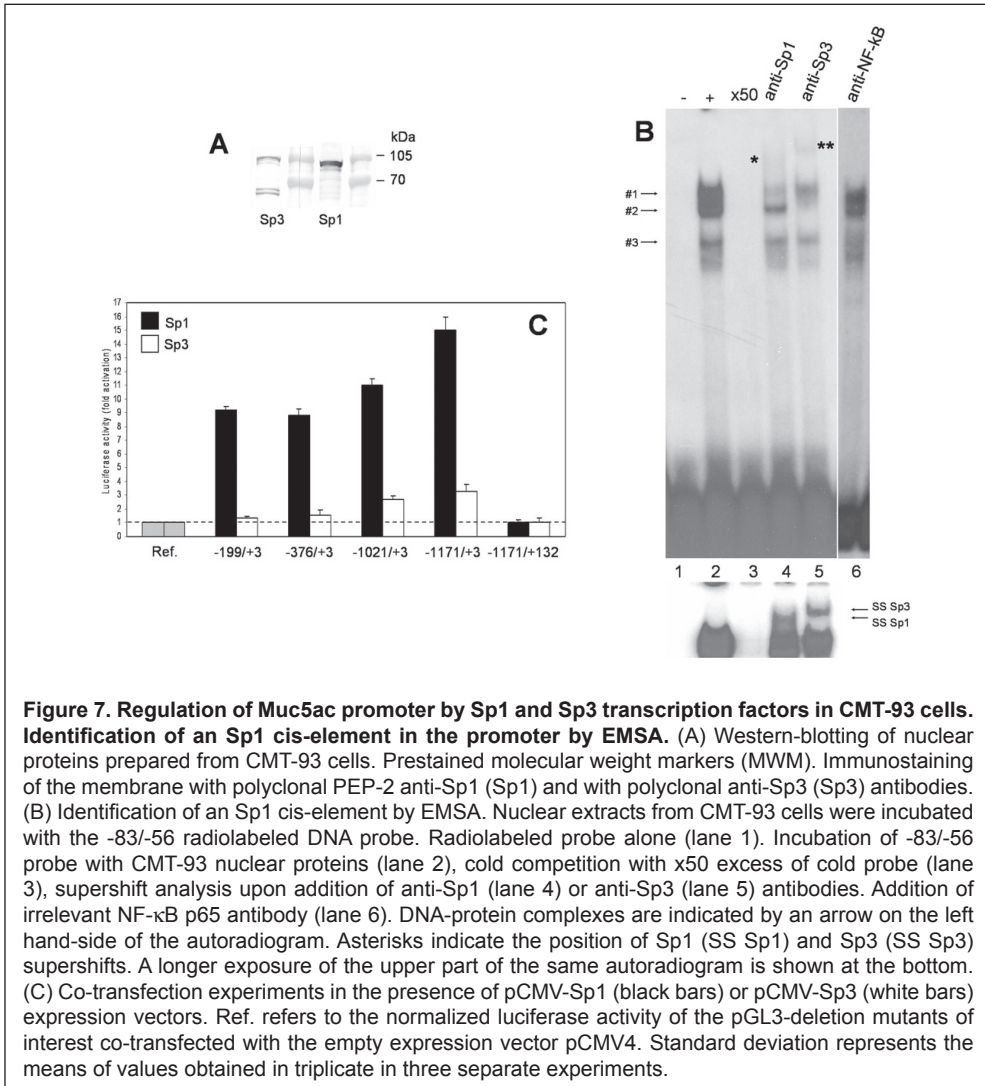 A
kDa
105
70
Sp3
Sp1
B
-
+
x50
anti-Sp1
anti-Sp3
anti-NF-kB
*
**
#1
#2
#3
1 2 3 4 5 6
SS Sp3
SS Sp1
C
Sp1
Sp3
Luciferase activity (fold activation)
17
16
15
14
13
12
11
10
9
8
7
6
5
4
3
2
1
0
Ref. -199/+3 -376/+3 -1021/+3 -1171/+3 -1171/+132
Figure 7. Regulation of Muc5ac promoter by Sp1 and Sp3 transcription factors in CMT-93 cells.
Identification of an Sp1 cis-element in the promoter by EMSA. (A) Western-blotting of nuclear
proteins prepared from CMT-93 cells. Prestained molecular weight markers (MWM). Immunostaining
of the membrane with polyclonal PEP-2 anti-Sp1 (Sp1) and with polyclonal anti-Sp3 (Sp3) antibodies.
(B) Identification of an Sp1 cis-element by EMSA. Nuclear extracts from CMT-93 cells were incubated
with the -83/-56 radiolabeled DNA probe. Radiolabeled probe alone (lane 1). Incubation of -83/-56
probe with CMT-93 nuclear proteins (lane 2), cold competition with x50 excess of cold probe (lane
3), supershift analysis upon addition of anti-Sp1 (lane 4) or anti-Sp3 (lane 5) antibodies. Addition of
irrelevant NF-κB p65 antibody (lane 6). DNA-protein complexes are indicated by an arrow on the left
hand-side of the autoradiogram. Asterisks indicate the position of Sp1 (SS Sp1) and Sp3 (SS Sp3)
supershifts. A longer exposure of the upper part of the same autoradiogram is shown at the bottom.
(C) Co-transfection experiments in the presence of pCMV-Sp1 (black bars) or pCMV-Sp3 (white bars)
expression vectors. Ref. refers to the normalized luciferase activity of the pGL3-deletion mutants of
interest co-transfected with the empty expression vector pCMV4. Standard deviation represents the
means of values obtained in triplicate in three separate experiments.